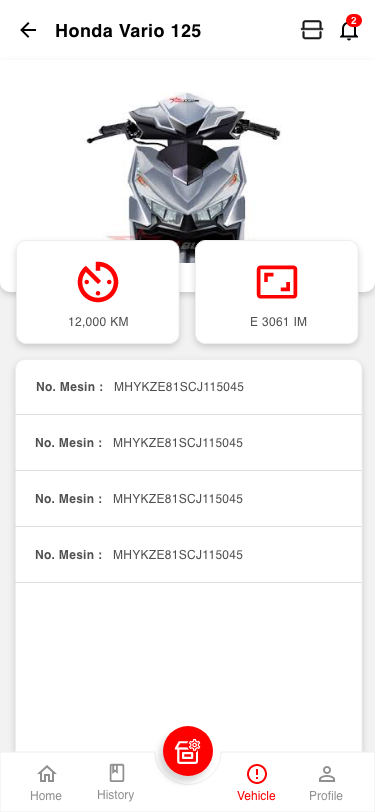 Honda Vario 125
2
12,000 KM
E 3061 IM
No. Mesin : MHYKZE81SCJ115045
No. Mesin : MHYKZE81SCJ115045
No. Mesin : MHYKZE81SCJ115045
No. Mesin : MHYKZE81SCJ115045
Home
History
Vehicle
Profile